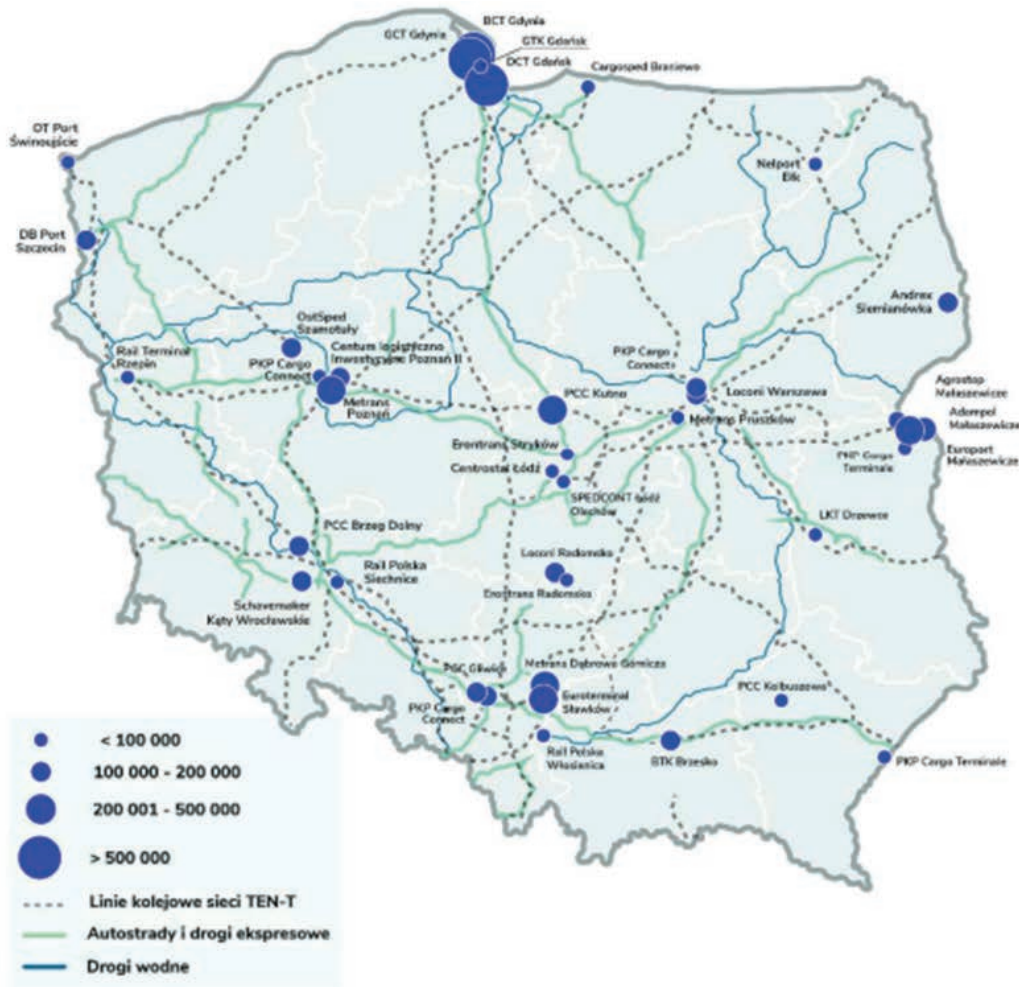 BCT Gdynia
GCT Gdynia
GTK Gdańsk
DCT Gdańsk
Cargosped Braniewo
OT Port
Świnoujście
Nelport
Ełk
DB Port
Szczecin
Andrex
Siemianówka
OstSped
Szamotuły
Centum logistyczno
Inwestycyjne Poznań II
Rail Terminal
Rzepin
PKP Cargo
Connect
Metrans
Poznań
PKP Cargo
Connects
Loconi Warszawa
PCC Kutno
Metrans Pruszków
Agrostop
Małaszewicze
Adampol
Małaszewicze
Europort
Małaszewicze
PKP Cargo
Terminale
Erontrans Stryków
Centrostal Łódź
SPEDCONT Łódź
Olechów
LKT Drzewce
PCC Brzeg Dolny
Rail Polska
Siechnice
Loconi Radomsko
Erontrans Radomsko
Schavemaker
Kąty Wrocławskie
PCC Gliwice
Metrans Dąbrowa Górnicza
PKP Cargo
Connect
Euroterminal
Sławków
PCC Kolbuszowa
Rail Polska
Włosienica
BTK Brzesko
PKP Cargo Terminale
< 100 000
100 000 - 200 000
200 001 - 500 000
> 500 000
Linie kolejowe sieci TEN-T
Autostrady i drogi ekspresowe
Drogi wodne